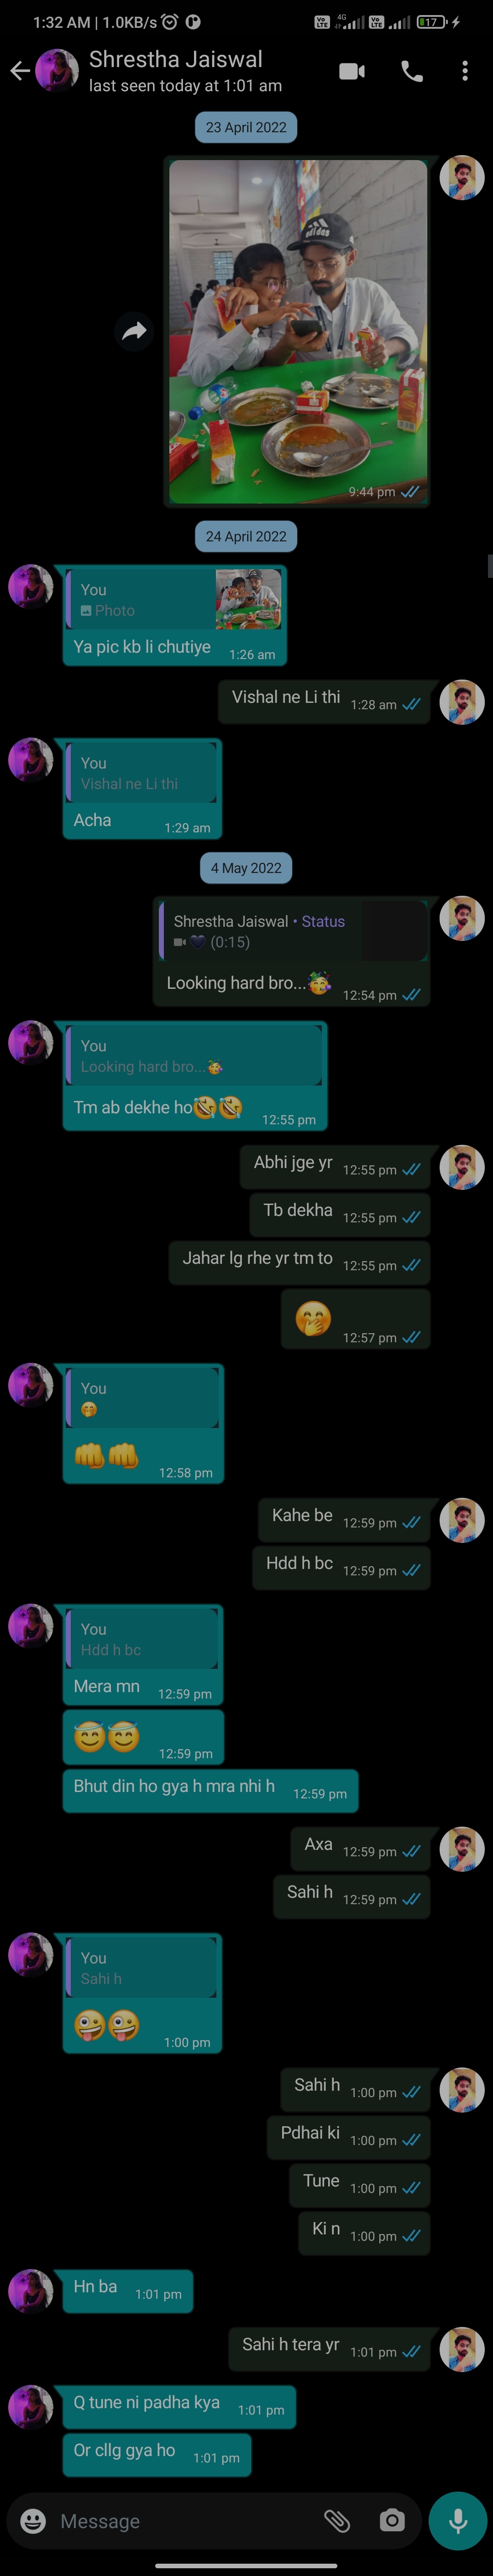 1:32 AM | 1.0KB/s
Vo LTE 4G Vo LTE 17
Shrestha Jaiswal
last seen today at 1:01 am
23 April 2022
adidas
9:44 pm
24 April 2022
You
Photo
Ya pic kb li chutiye 1:26 am
Vishal ne Li thi 1:28 am
You
Vishal ne Li thi
Acha 1:29 am
4 May 2022
Shrestha Jaiswal • Status
🖤 (0:15)
Looking hard bro...🥳 12:54 pm
You
Looking hard bro...🥳
Tm ab dekhe ho🤣🤣 12:55 pm
Abhi jge yr 12:55 pm
Tb dekha 12:55 pm
Jahar lg rhe yr tm to 12:55 pm
🤭 12:57 pm
You
🤭
👊👊 12:58 pm
Kahe be 12:59 pm
Hdd h bc 12:59 pm
You
Hdd h bc
Mera mn 12:59 pm
😇😇 12:59 pm
Bhut din ho gya h mra nhi h 12:59 pm
Axa 12:59 pm
Sahi h 12:59 pm
You
Sahi h
🤪🤪 1:00 pm
Sahi h 1:00 pm
Pdhai ki 1:00 pm
Tune 1:00 pm
Ki n 1:00 pm
Hn ba 1:01 pm
Sahi h tera yr 1:01 pm
Q tune ni padha kya 1:01 pm
Or cllg gya ho 1:01 pm
Message